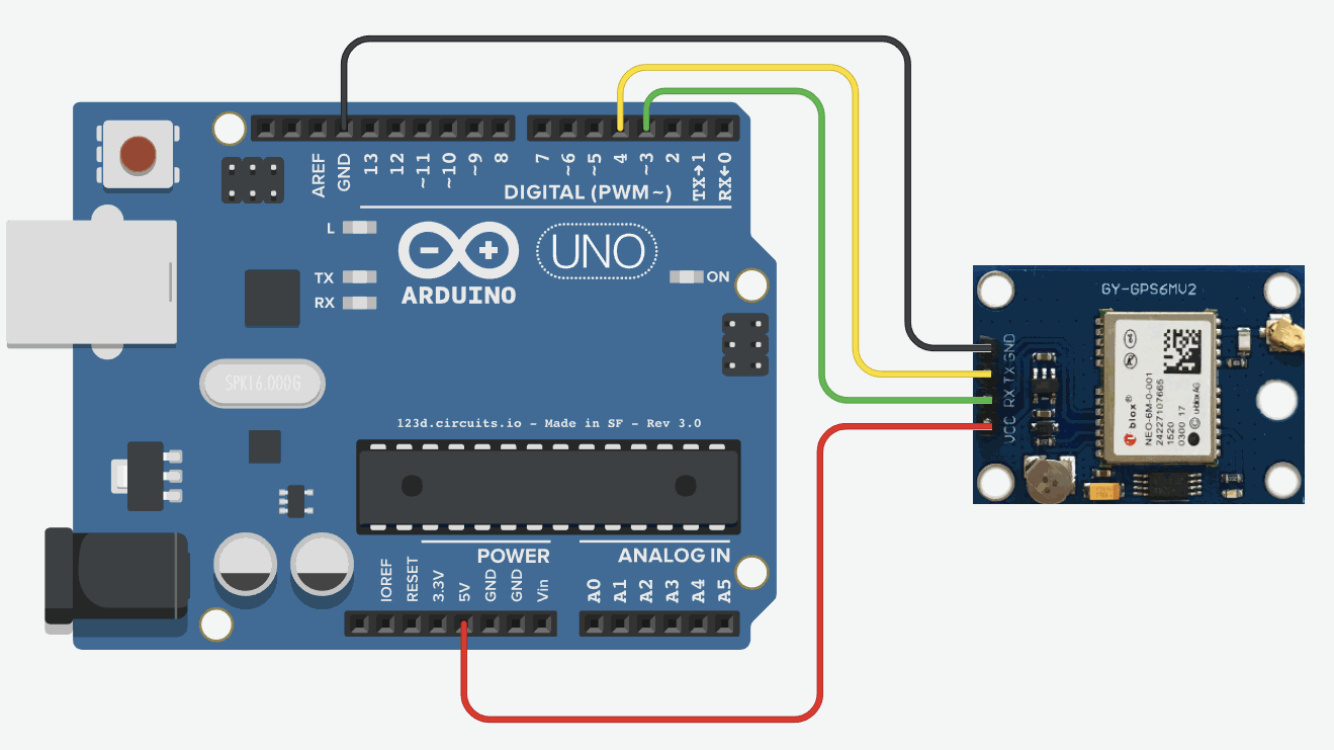 AREF
GND
13
12
~11
~10
~9
8
7
~6
~5
4
~3
2
TX→1
RX←0
DIGITAL (PWM~)
L
TX
RX
UNO
ON
ARDUINO
SPK16.000G
123d.circuits.io - Made in SF - Rev 3.0
POWER
ANALOG IN
IOREF
RESET
3.3V
5V
GND
GND
Vin
A0
A1
A2
A3
A4
A5
GY-GPS6MV2
GND
TX
RX
VCC
blox®
NEO-6M-0-001
24227107665
1520
0300 17
© u-blox AG